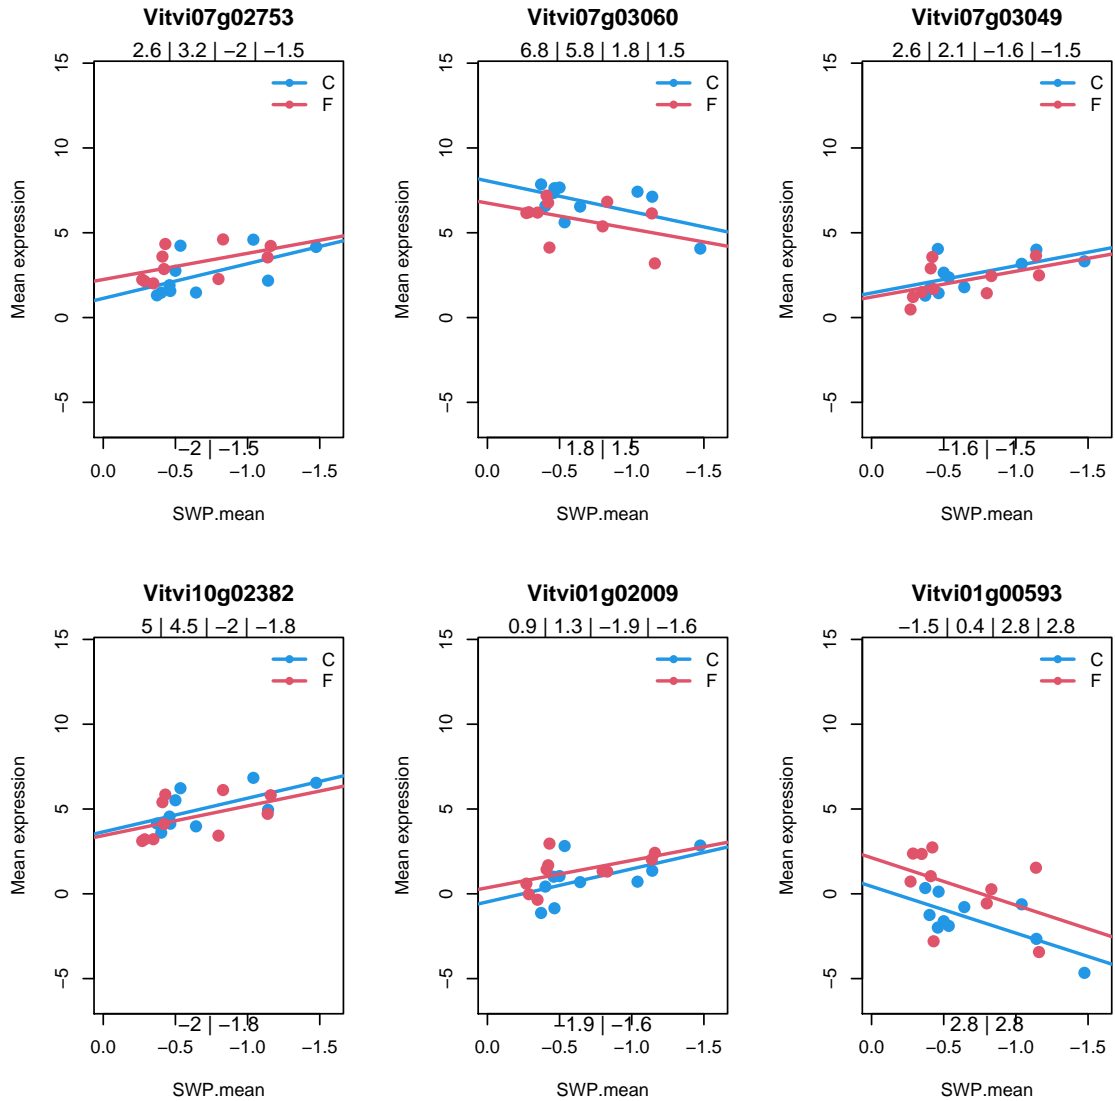 Vitvi07g02753
2.6 | 3.2 | −2 | −1.5
15
10
5
0
−5
Mean expression
C
F
−2 | −1.5
0.0 −0.5 −1.0 −1.5
SWP.mean
Vitvi07g03060
6.8 | 5.8 | 1.8 | 1.5
15
10
5
0
−5
Mean expression
C
F
1.8 | 1.5
0.0 −0.5 −1.0 −1.5
SWP.mean
Vitvi07g03049
2.6 | 2.1 | −1.6 | −1.5
15
10
5
0
−5
Mean expression
C
F
−1.6 | −1.5
0.0 −0.5 −1.0 −1.5
SWP.mean
Vitvi10g02382
5 | 4.5 | −2 | −1.8
15
10
5
0
−5
Mean expression
C
F
−2 | −1.8
0.0 −0.5 −1.0 −1.5
SWP.mean
Vitvi01g02009
0.9 | 1.3 | −1.9 | −1.6
15
10
5
0
−5
Mean expression
C
F
−1.9 | −1.6
0.0 −0.5 −1.0 −1.5
SWP.mean
Vitvi01g00593
−1.5 | 0.4 | 2.8 | 2.8
15
10
5
0
−5
Mean expression
C
F
2.8 | 2.8
0.0 −0.5 −1.0 −1.5
SWP.mean